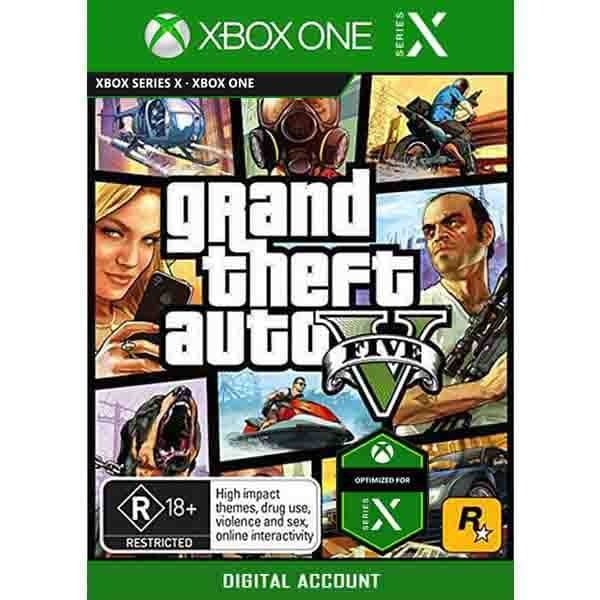 XBOX ONE SERIES X
XBOX SERIES X - XBOX ONE
grand
theft
auto V
FIVE
R 18+
RESTRICTED
High impact
themes, drug use,
violence and sex,
online interactivity
OPTIMIZED FOR
SERIES X
R
DIGITAL ACCOUNT